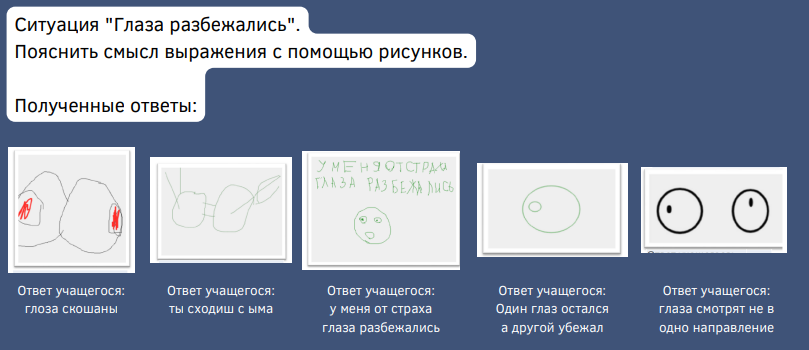 Ситуация "Глаза разбежались".
Пояснить смысл выражения с помощью рисунков.
Полученные ответы:
У МЕНЯ ОТ СТРАХИ
ГЛАЗА РАЗБЕЖАЛИСЬ
Ответ учащегося:
глоза скошаны
Ответ учащегося:
ты сходиш с ыма
Ответ учащегося:
у меня от страха
глаза разбежались
Ответ учащегося:
Один глаз остался
а другой убежал
Ответ учащегося:
глаза смотрят не в
одно направление